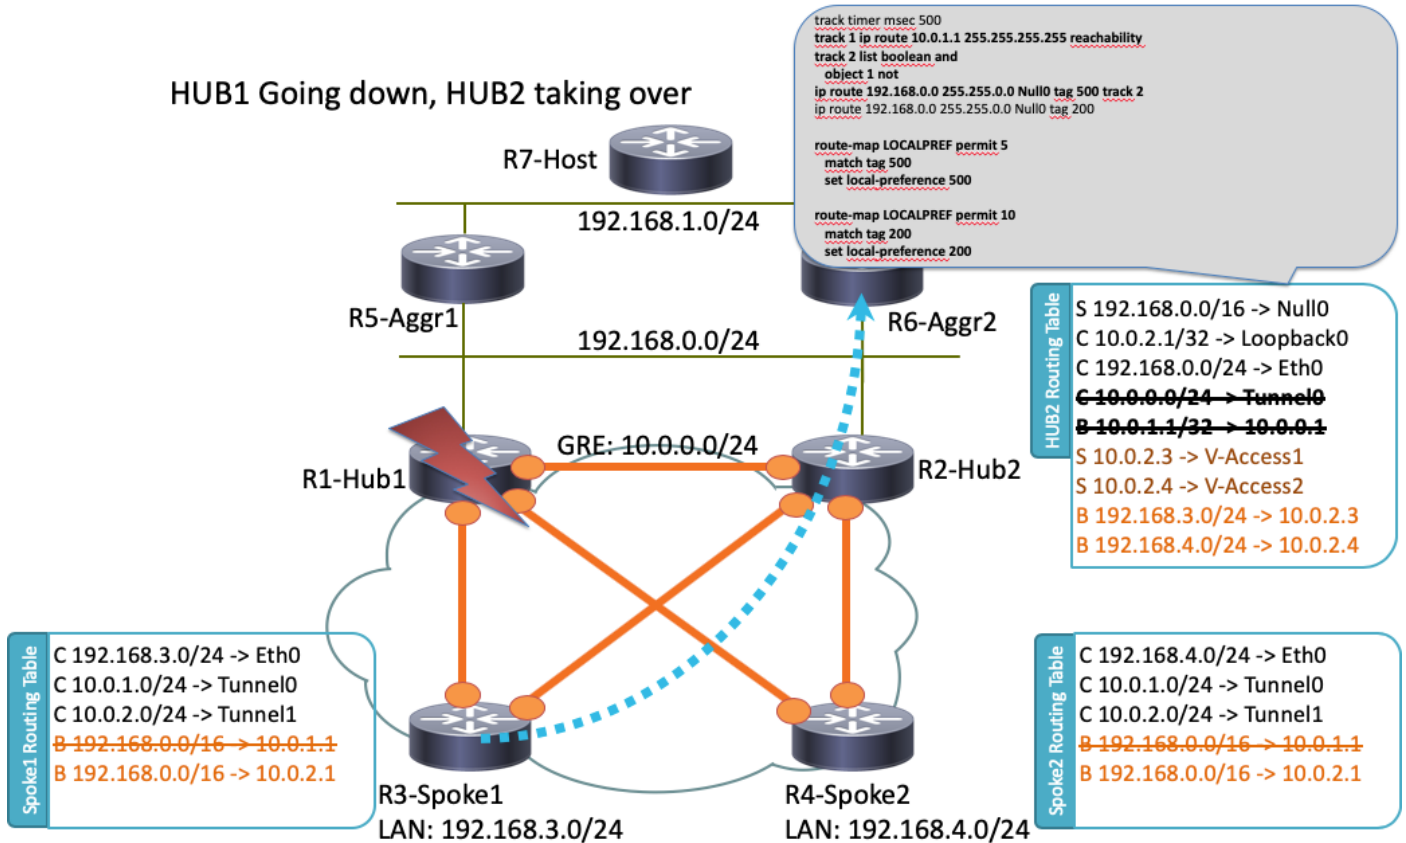 HUB1 Going down, HUB2 taking over
track timer msec 500
track 1 ip route 10.0.1.1 255.255.255.255 reachability
track 2 list boolean and
object 1 not
ip route 192.168.0.0 255.255.0.0 Null0 tag 500 track 2
ip route 192.168.0.0 255.255.0.0 Null0 tag 200
route-map LOCALPREF permit 5
match tag 500
set local-preference 500
route-map LOCALPREF permit 10
match tag 200
set local-preference 200
R7-Host
192.168.1.0/24
R5-Aggr1
R6-Aggr2
192.168.0.0/24
GRE: 10.0.0.0/24
R1-Hub1
R2-Hub2
HUB2 Routing Table
S 192.168.0.0/16 -> Null0
C 10.0.2.1/32 -> Loopback0
C 192.168.0.0/24 -> Eth0
C 10.0.0.0/24 -> Tunnel0
B 10.0.1.1/32 -> 10.0.0.1
S 10.0.2.3 -> V-Access1
S 10.0.2.4 -> V-Access2
B 192.168.3.0/24 -> 10.0.2.3
B 192.168.4.0/24 -> 10.0.2.4
Spoke1 Routing Table
C 192.168.3.0/24 -> Eth0
C 10.0.1.0/24 -> Tunnel0
C 10.0.2.0/24 -> Tunnel1
B 192.168.0.0/16 -> 10.0.1.1
B 192.168.0.0/16 -> 10.0.2.1
R3-Spoke1
LAN: 192.168.3.0/24
R4-Spoke2
LAN: 192.168.4.0/24
Spoke2 Routing Table
C 192.168.4.0/24 -> Eth0
C 10.0.1.0/24 -> Tunnel0
C 10.0.2.0/24 -> Tunnel1
B 192.168.0.0/16 -> 10.0.1.1
B 192.168.0.0/16 -> 10.0.2.1